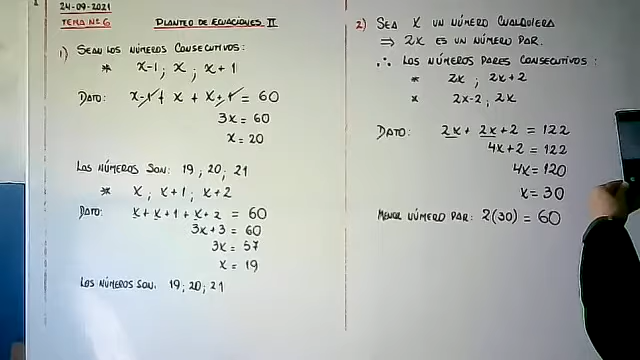 24-09-2021
TEMA Nº 6
PLANTEO DE ECUACIONES II
1) SEAN LOS NÚMEROS CONSECUTIVOS:
* x-1 ; x ; x+1
DATO: x-1 + x + x+1 = 60
3x = 60
x = 20
LOS NÚMEROS SON: 19 ; 20 ; 21
* x ; x+1 ; x+2
DATO: x + x+1 + x+2 = 60
3x+3 = 60
3x = 57
x = 19
LOS NÚMEROS SON: 19 ; 20 ; 21
2) SEA X UN NÚMERO CUALQUIERA
⇒ 2X ES UN NÚMERO PAR.
∴ LOS NÚMEROS PARES CONSECUTIVOS:
* 2x ; 2x+2
* 2x-2 ; 2x
DATO: 2x + 2x+2 = 122
4x+2 = 122
4x = 120
x = 30
MENOR NÚMERO PAR: 2(30) = 60